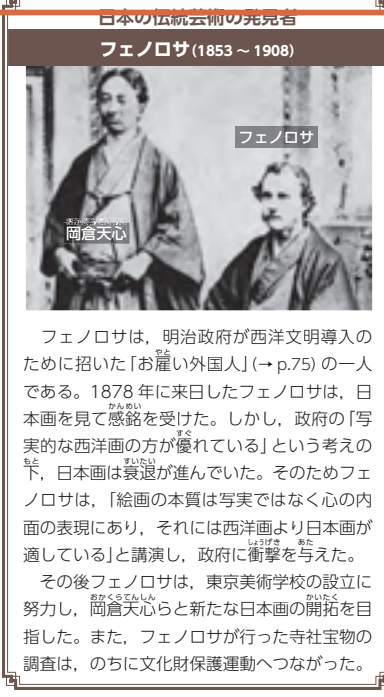 日本の伝統芸術の発見者
フェノロサ(1853 ～ 1908)
フェノロサ
岡倉天心
フェノロサは，明治政府が西洋文明導入の
ために招いた「お雇い外国人」(→ p.75) の一人
である。1878 年に来日したフェノロサは，日
本画を見て感銘を受けた。しかし，政府の「写
実的な西洋画の方が優れている」という考えの
下，日本画は衰退が進んでいた。そのためフェ
ノロサは，「絵画の本質は写実ではなく心の内
面の表現にあり，それには西洋画より日本画が
適している」と講演し，政府に衝撃を与えた。
その後フェノロサは，東京美術学校の設立に
努力し，岡倉天心らと新たな日本画の開拓を目
指した。また，フェノロサが行った寺社宝物の
調査は，のちに文化財保護運動へつながった。